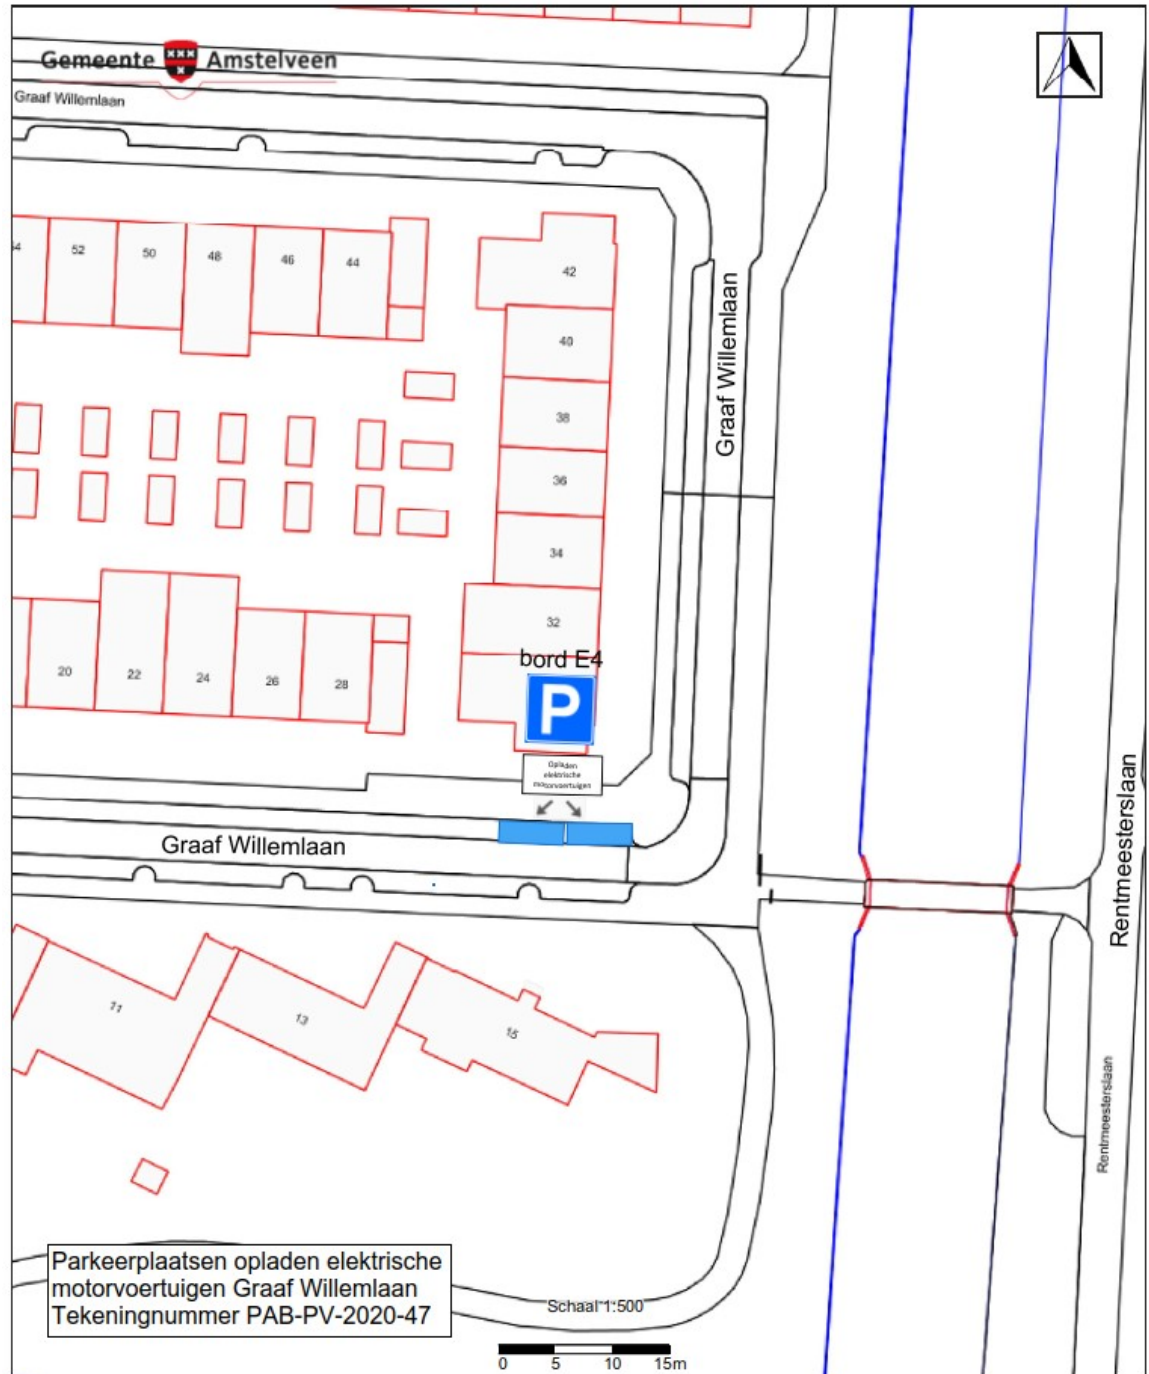 Gemeente Amstelveen
Graaf Willemlaan
52
50
48
46
44
42
40
38
36
34
32
Graaf Willemlaan
20
22
24
26
28
bord E4
P
Opladen
elektrische
motorvoertuigen
Graaf Willemlaan
Rentmeesterslaan
11
13
15
Rentmeesterslaan
Parkeerplaatsen opladen elektrische
motorvoertuigen Graaf Willemlaan
Tekeningnummer PAB-PV-2020-47
Schaal 1:500
0 5 10 15m